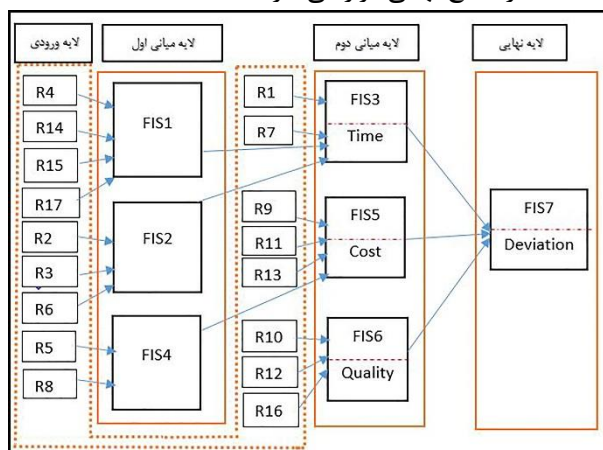 لایه ورودی
لایه میانی اول
لایه میانی دوم
لایه نهایی
R4
R14
R15
R17
R2
R3
R6
R5
R8
FIS1
FIS2
FIS4
R1
R7
R9
R11
R13
R10
R12
R16
FIS3
Time
FIS5
Cost
FIS6
Quality
FIS7
Deviation